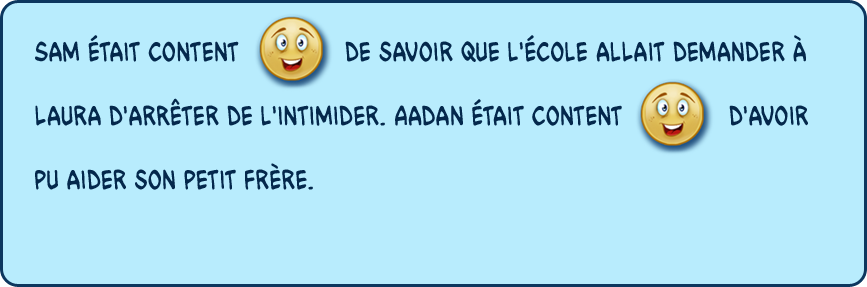 SAM ÉTAIT CONTENT DE SAVOIR QUE L'ÉCOLE ALLAIT DEMANDER À
LAURA D'ARRÊTER DE L'INTIMIDER. AADAN ÉTAIT CONTENT D'AVOIR
PU AIDER SON PETIT FRÈRE.